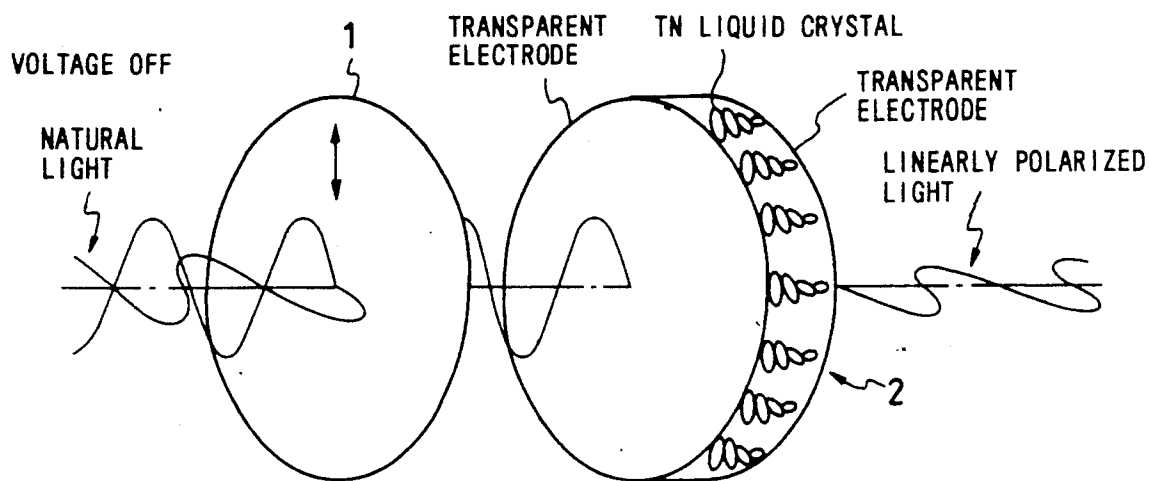 VOLTAGE OFF
1
TRANSPARENT
ELECTRODE
TN LIQUID CRYSTAL
TRANSPARENT
ELECTRODE
NATURAL
LIGHT
LINEARLY POLARIZED
LIGHT
2